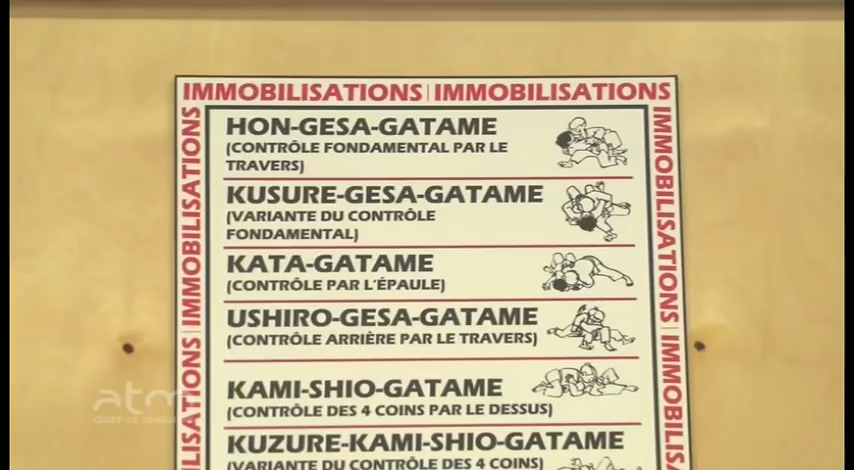 IMMOBILISATIONS | IMMOBILISATIONS
IMMOBILISATIONS
IMMOBILISATIONS
HON-GESA-GATAME
(CONTRÔLE FONDAMENTAL PAR LE
TRAVERS)
KUSURE-GESA-GATAME
(VARIANTE DU CONTRÔLE
FONDAMENTAL)
KATA-GATAME
(CONTRÔLE PAR L'ÉPAULE)
USHIRO-GESA-GATAME
(CONTRÔLE ARRIÈRE PAR LE TRAVERS)
KAMI-SHIO-GATAME
(CONTRÔLE DES 4 COINS PAR LE DESSUS)
KUZURE-KAMI-SHIO-GATAME
(VARIANTE DU CONTRÔLE DES 4 COINS)
ILISATIONS
IMMOBILISA
atm